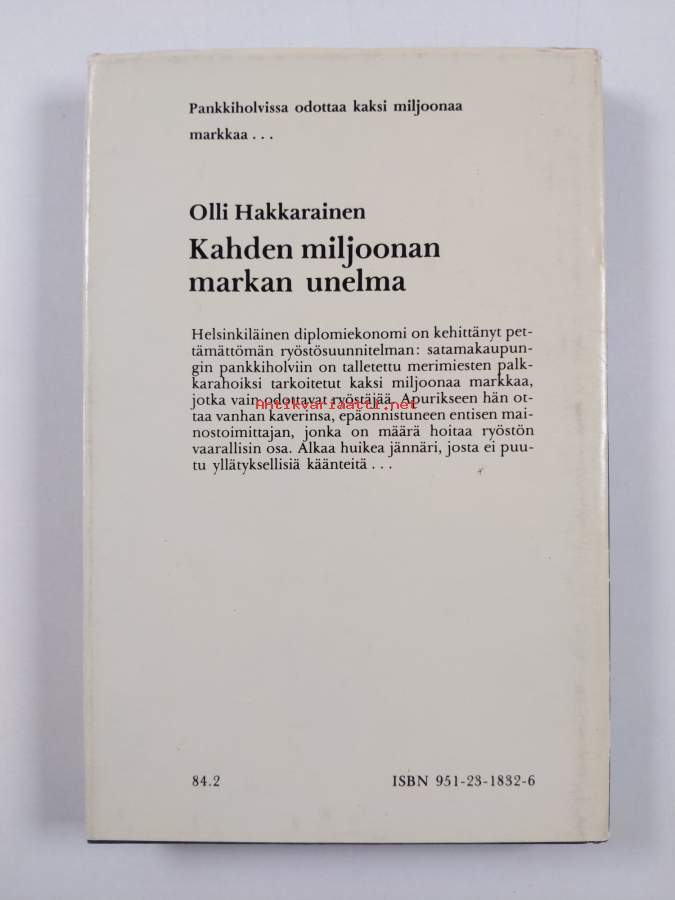 Pankkiholvissa odottaa kaksi miljoonaa
markkaa . . .
Olli Hakkarainen
Kahden miljoonan
markan unelma
Helsinkiläinen diplomiekonomi on kehittänyt pet-
tämättömän ryöstösuunnitelman: satamakaupun-
gin pankkiholviin on talletettu merimiesten palk-
karahoiksi tarkoitetut kaksi miljoonaa markkaa,
jotka vain odottavat ryöstäjää. Apurikseen hän ot-
Antikvariaatti.net
taa vanhan kaverinsa, epäonnistuneen entisen mai-
nostoimittajan, jonka on määrä hoitaa ryöstön
vaarallisin osa. Alkaa huikea jännäri, josta ei puu-
tu yllätyksellisiä käänteitä . . .
84.2
ISBN 951-23-1832-6